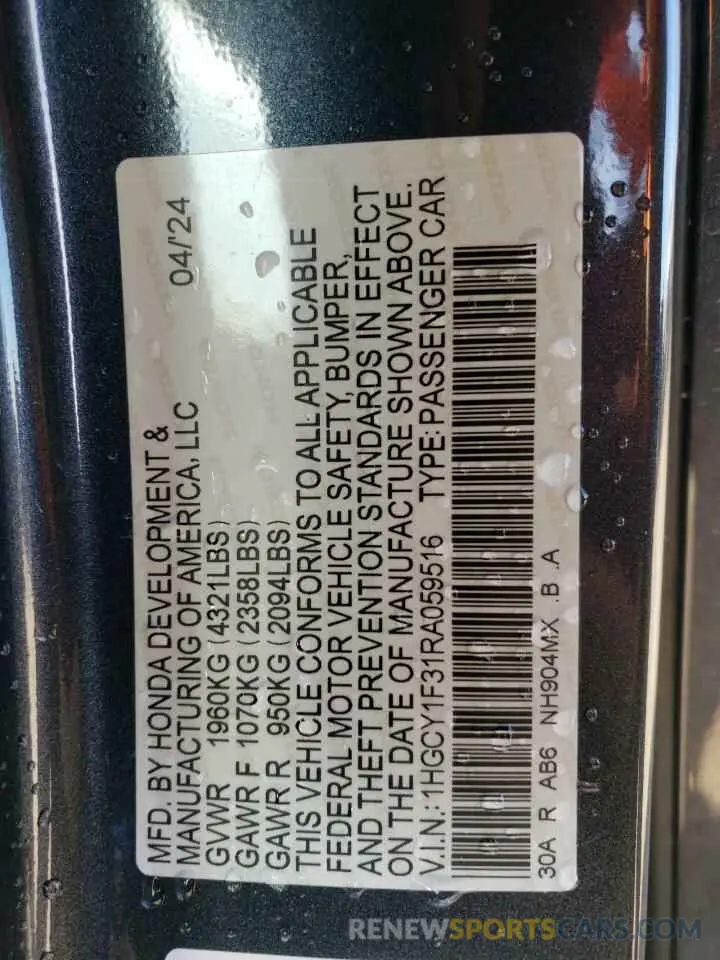 MFD. BY HONDA DEVELOPMENT &
MANUFACTURING OF AMERICA, LLC 04/'24
GVWR 1960KG (4321LBS)
GAWR F 1070KG (2358LBS)
GAWR R 950KG (2094LBS)
THIS VEHICLE CONFORMS TO ALL APPLICABLE
FEDERAL MOTOR VEHICLE SAFETY, BUMPER,
AND THEFT PREVENTION STANDARDS IN EFFECT
ON THE DATE OF MANUFACTURE SHOWN ABOVE.
V.I.N.: 1HGCY1F31RA059516 TYPE: PASSENGER CAR
30A R AB6 NH904MX .B .A
RENEWSPORTSCARS.COM